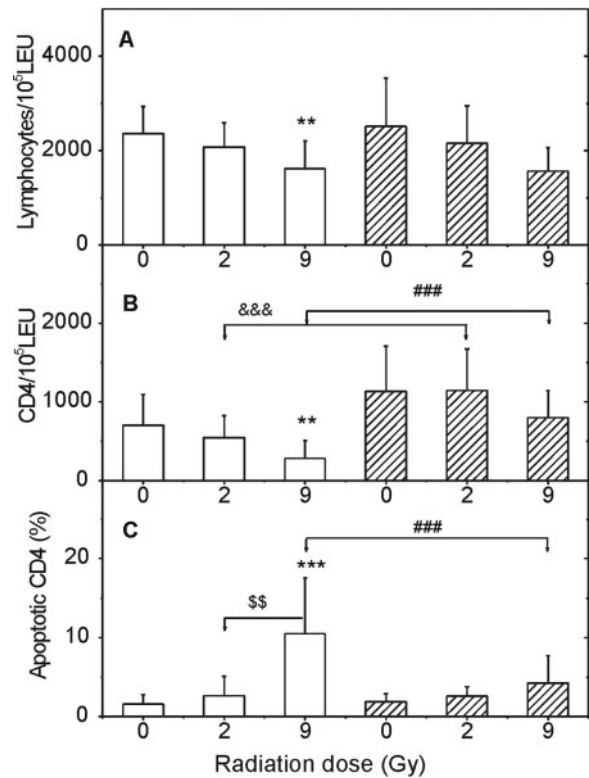 A
Lymphocytes/10⁵LEU
4000
2000
0
**
0 2 9 0 2 9
B
CD4/10⁵LEU
2000
1000
0
&&&
###
**
0 2 9 0 2 9
C
Apoptotic CD4 (%)
20
10
0
###
***
$$
0 2 9 0 2 9
Radiation dose (Gy)